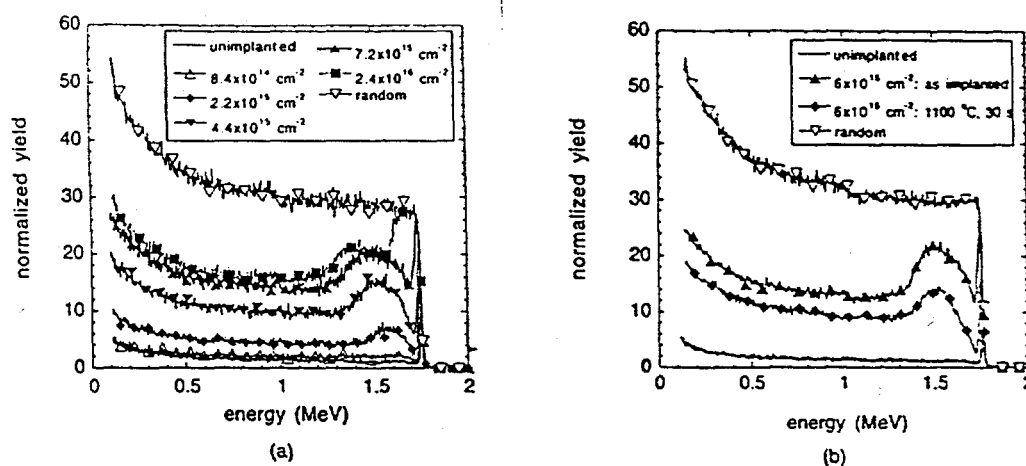 60
50
40
30
20
10
0
normalized yield
unimplanted
8.4x10¹⁴ cm⁻²
2.2x10¹⁵ cm⁻²
4.4x10¹⁵ cm⁻²
7.2x10¹⁵ cm⁻²
2.4x10¹⁶ cm⁻²
random
0 0.5 1 1.5 2
energy (MeV)
(a)
60
50
40
30
20
10
0
normalized yield
unimplanted
6x10¹⁵ cm⁻²: as implanted
6x10¹⁵ cm⁻²: 1100 °C, 30 s
random
0 0.5 1 1.5 2
energy (MeV)
(b)